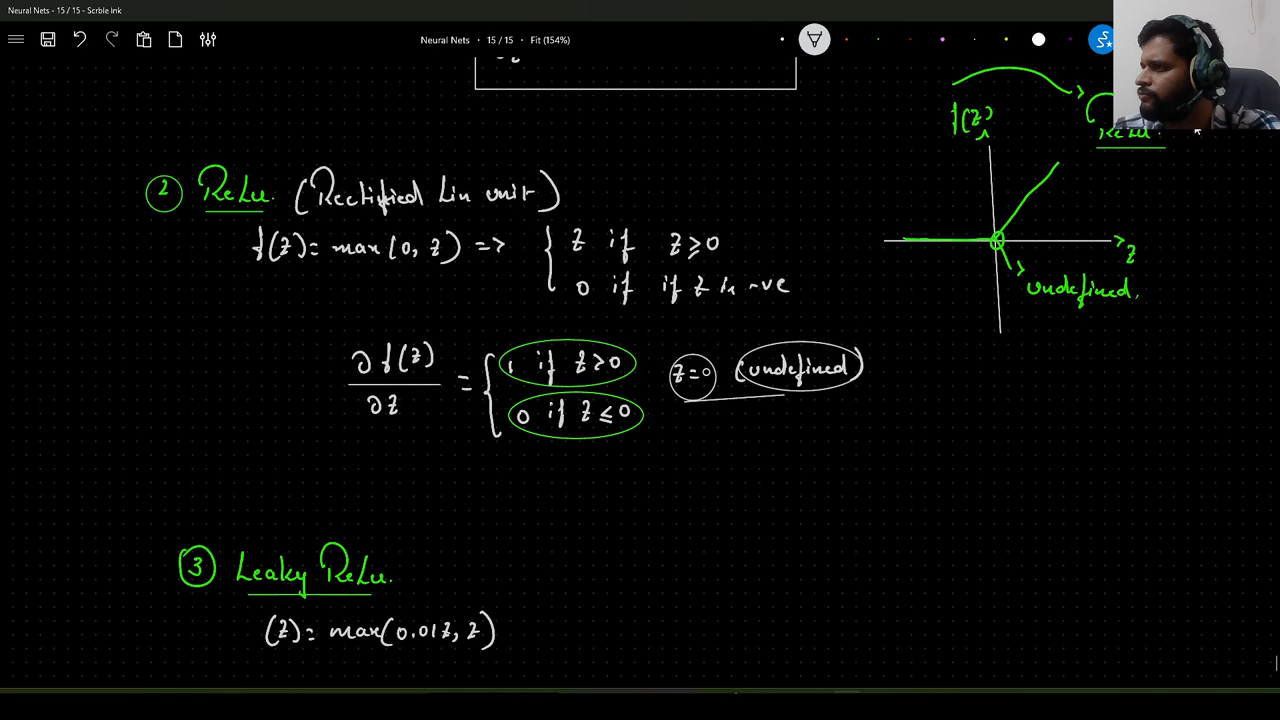 Neural Nets - 15 / 15 - Scrble Ink
Neural Nets • 15 / 15 • Fit (154%)
f(z)
ReLu.
② ReLu. (Rectified Lin unit)
f(z)= max(0, z) => { z if z ≥ 0
0 if if z is -ve
z
undefined.
∂f(z) / ∂z = { 1 if z > 0
0 if z ≤ 0
z=0 (undefined)
③ Leaky ReLu.
(z)= max(0.01z, z)